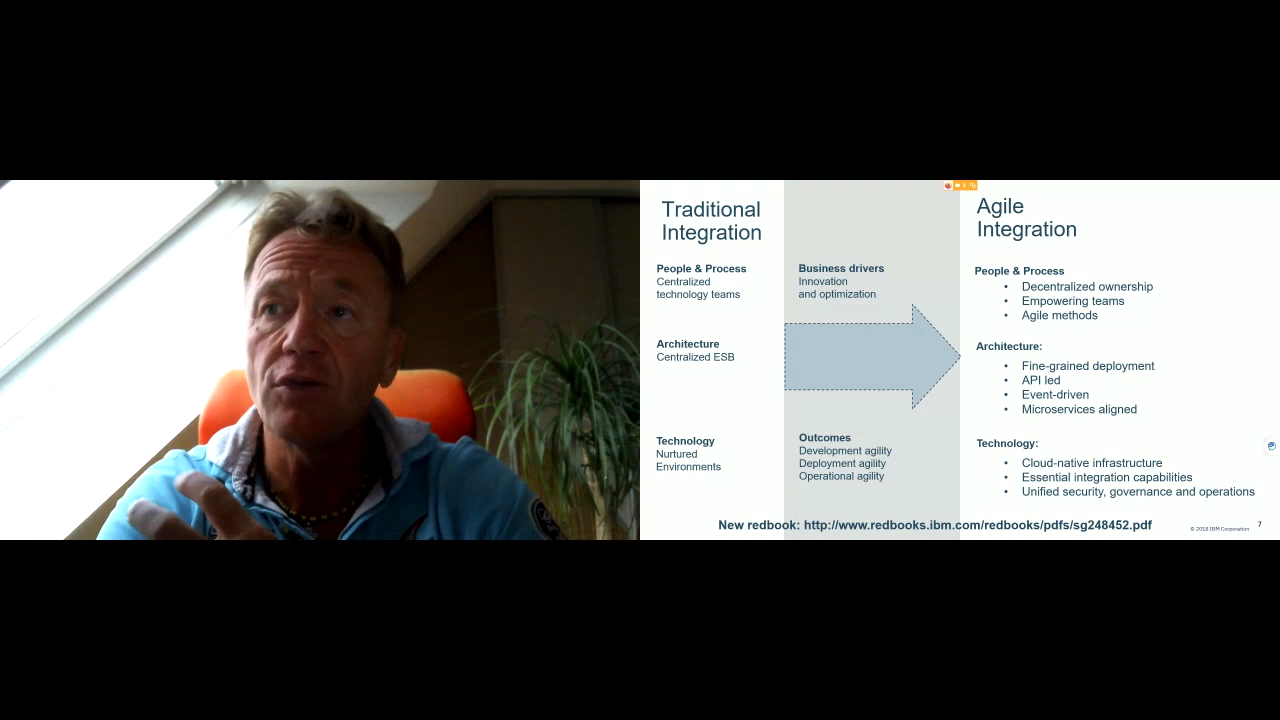 Traditional
Integration
People & Process
Centralized
technology teams
Architecture
Centralized ESB
Technology
Nurtured
Environments
Business drivers
Innovation
and optimization
Outcomes
Development agility
Deployment agility
Operational agility
Agile
Integration
People & Process
• Decentralized ownership
• Empowering teams
• Agile methods
Architecture:
• Fine-grained deployment
• API led
• Event-driven
• Microservices aligned
Technology:
• Cloud-native infrastructure
• Essential integration capabilities
• Unified security, governance and operations
New redbook: http://www.redbooks.ibm.com/redbooks/pdfs/sg248452.pdf
© 2018 IBM Corporation
7